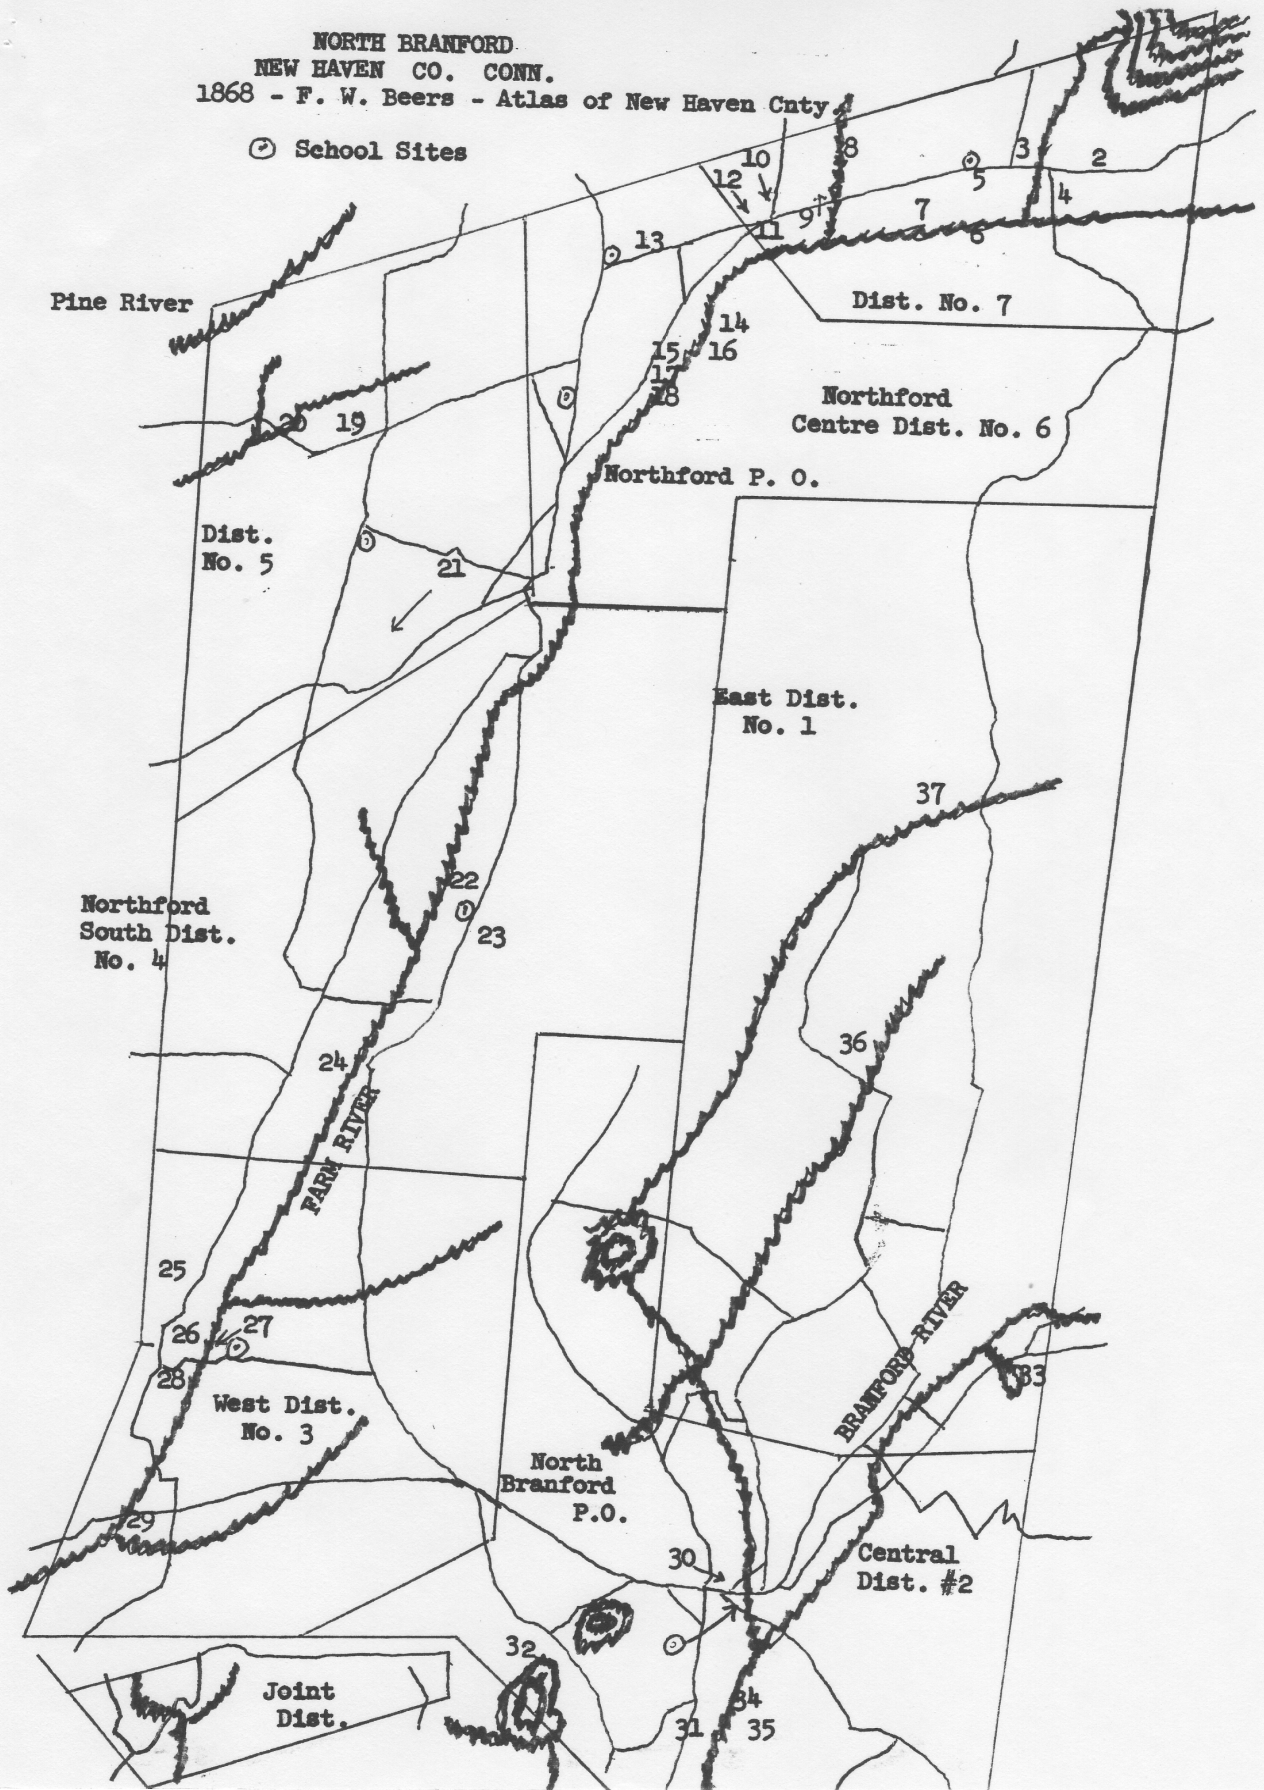 NORTH BRANFORD
NEW HAVEN CO. CONN.
1868 - F. W. Beers - Atlas of New Haven Cnty.
School Sites
8
3
2
10
12
5
4
7
9
11
6
13
Pine River
Dist. No. 7
14
15
16
17
18
Northford
Centre Dist. No. 6
20
19
Northford P. O.
Dist.
No. 5
21
East Dist.
No. 1
37
22
Northford
South Dist.
No. 4
23
36
24
FARM RIVER
25
BRANFORD RIVER
26
27
28
33
West Dist.
No. 3
North
Branford
P.O.
29
30
Central
Dist. #2
32
Joint
Dist.
34
31
35